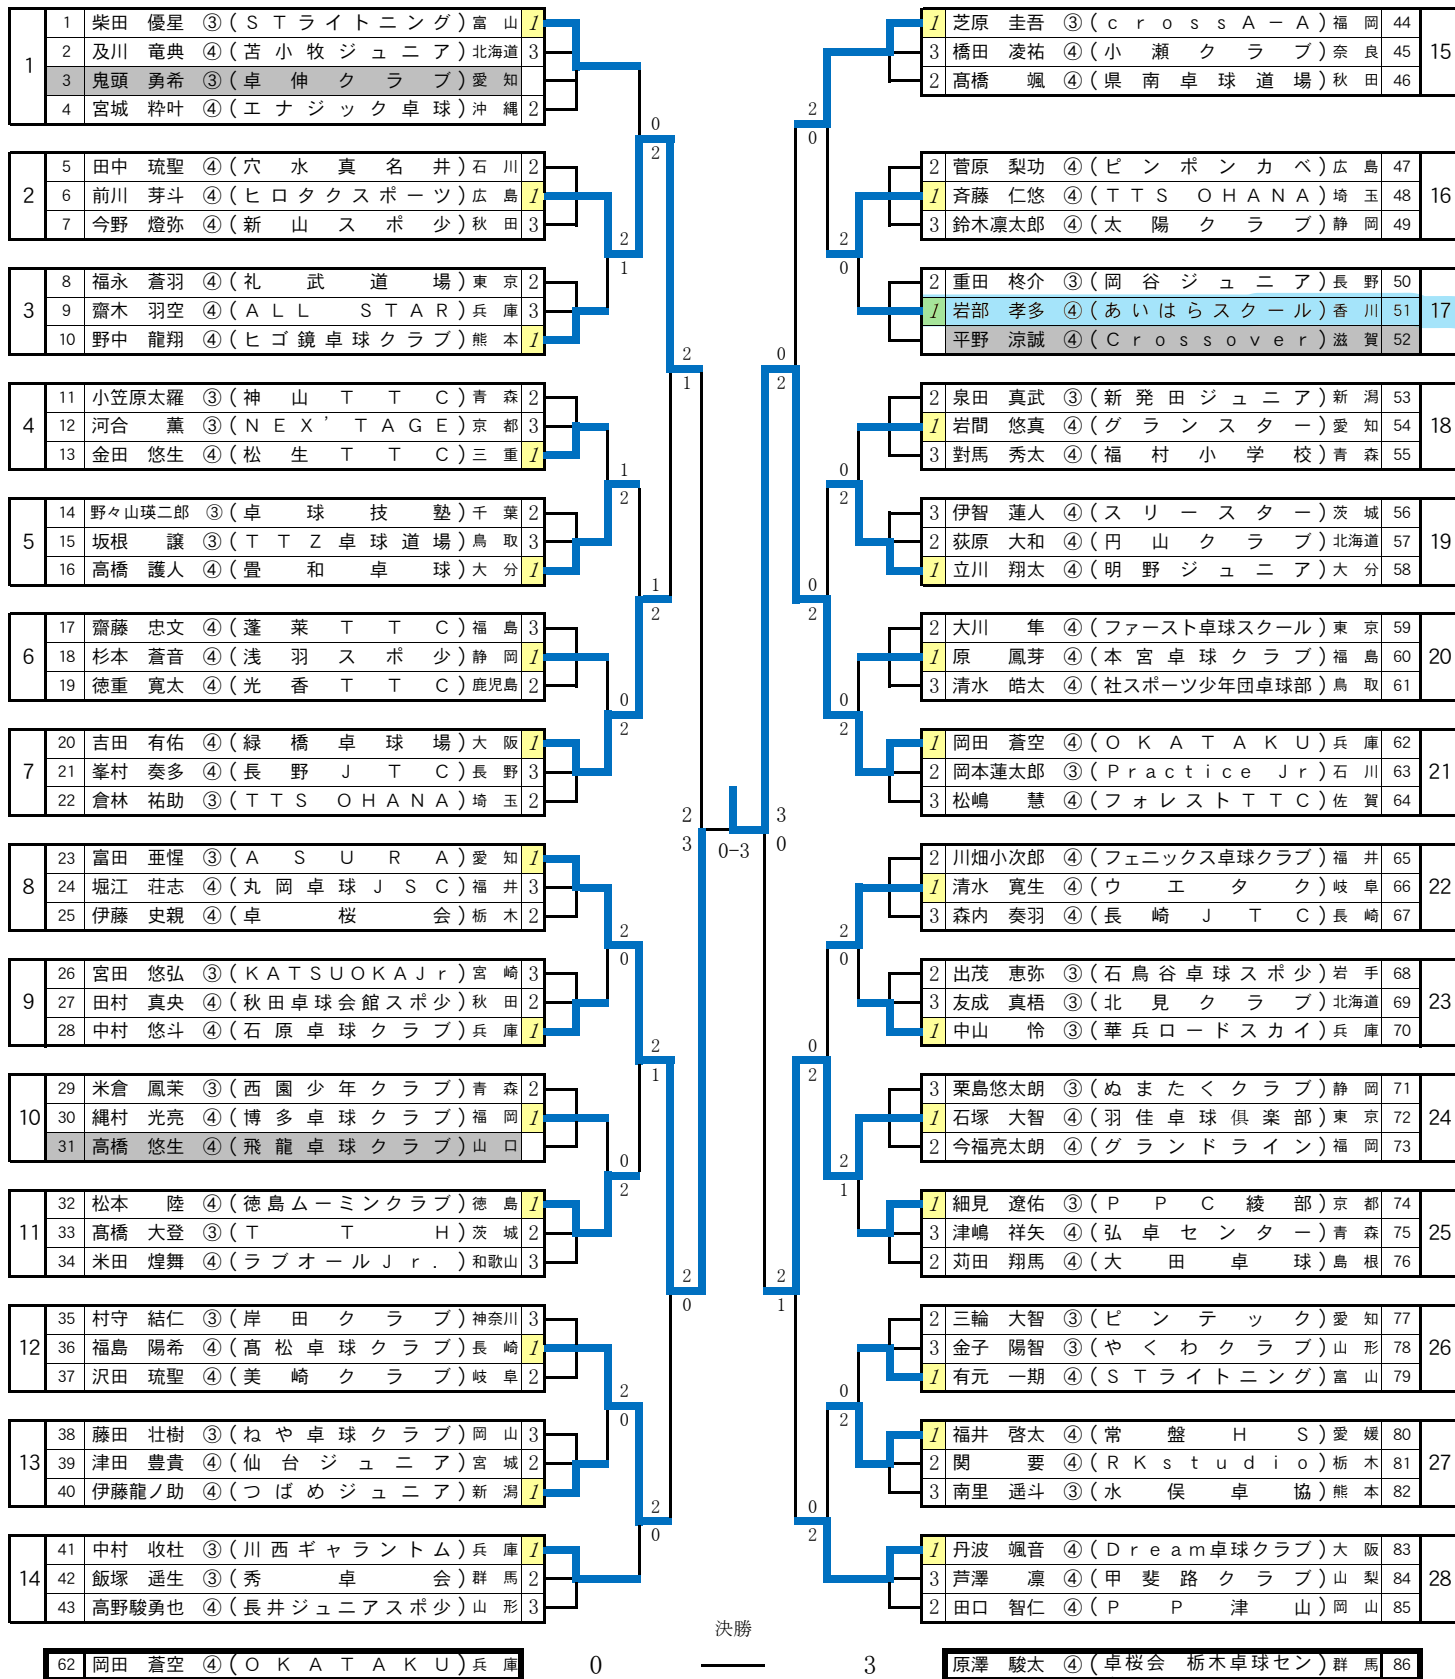 1
1 柴田 優星 ③ (STライトニング) 富山 1
2 及川 竜典 ④ (苫小牧ジュニア) 北海道 3
3 鬼頭 勇希 ③ (卓伸クラブ) 愛知
4 宮城 粋叶 ④ (エナジック卓球) 沖縄 2
2
5 田中 琉聖 ④ (穴水真名井) 石川 2
6 前川 芽斗 ④ (ヒロタクスポーツ) 広島 1
7 今野 燈弥 ④ (新山スポ少) 秋田 3
3
8 福永 蒼羽 ④ (礼武道場) 東京 2
9 齋木 羽空 ④ (ALL STAR) 兵庫 3
10 野中 龍翔 ④ (ヒゴ鏡卓球クラブ) 熊本 1
4
11 小笠原太羅 ③ (神山TTC) 青森 2
12 河合 薫 ③ (NEX'TAGE) 京都 3
13 金田 悠生 ④ (松生TTC) 三重 1
5
14 野々山瑛二郎 ③ (卓球技塾) 千葉 2
15 坂根 譲 ③ (TTZ卓球道場) 鳥取 3
16 高橋 護人 ④ (畳和卓球) 大分 1
6
17 齋藤 忠文 ④ (蓬莱TTC) 福島 3
18 杉本 蒼音 ④ (浅羽スポ少) 静岡 1
19 徳重 寛太 ④ (光香TTC) 鹿児島 2
7
20 吉田 有佑 ④ (緑橋卓球場) 大阪 1
21 峯村 奏多 ④ (長野JTC) 長野 3
22 倉林 祐助 ③ (TTS OHANA) 埼玉 2
8
23 富田 亜惺 ③ (ASURA) 愛知 1
24 堀江 荘志 ④ (丸岡卓球JSC) 福井 3
25 伊藤 史親 ④ (卓桜会) 栃木 2
9
26 宮田 悠弘 ③ (KATSUOKAJr) 宮崎 3
27 田村 真央 ④ (秋田卓球会館スポ少) 秋田 2
28 中村 悠斗 ④ (石原卓球クラブ) 兵庫 1
10
29 米倉 鳳茉 ③ (西園少年クラブ) 青森 2
30 縄村 光亮 ④ (博多卓球クラブ) 福岡 1
31 高橋 悠生 ④ (飛龍卓球クラブ) 山口
11
32 松本 陸 ④ (徳島ムーミンクラブ) 徳島 1
33 髙橋 大登 ③ (TTH) 茨城 2
34 米田 煌舞 ④ (ラブオールJr.) 和歌山 3
12
35 村守 結仁 ③ (岸田クラブ) 神奈川 3
36 福島 陽希 ④ (髙松卓球クラブ) 長崎 1
37 沢田 琉聖 ④ (美崎クラブ) 岐阜 2
13
38 藤田 壮樹 ③ (ねや卓球クラブ) 岡山 3
39 津田 豊貴 ④ (仙台ジュニア) 宮城 2
40 伊藤龍ノ助 ④ (つばめジュニア) 新潟 1
14
41 中村 收杜 ③ (川西ギャラントム) 兵庫 1
42 飯塚 遥生 ③ (秀卓会) 群馬 2
43 高野駿勇也 ④ (長井ジュニアスポ少) 山形 3
0
2
2
1
2
1
1
2
1
2
0
2
2
3
2
0
2
1
0
2
2
0
2
0
2
0
0-3
2
0
2
0
0
2
0
2
0
2
3
0
2
0
0
2
2
1
2
1
0
2
0
2
1 芝原 圭吾 ③ (crossA-A) 福岡 44
3 橋田 凌祐 ④ (小瀬クラブ) 奈良 45
2 髙橋 颯 ④ (県南卓球道場) 秋田 46
15
2 菅原 梨功 ④ (ピンポンカベ) 広島 47
1 斉藤 仁悠 ④ (TTS OHANA) 埼玉 48
3 鈴木凛太郎 ④ (太陽クラブ) 静岡 49
16
2 重田 柊介 ③ (岡谷ジュニア) 長野 50
1 岩部 孝多 ④ (あいはらスクール) 香川 51
平野 涼誠 ④ (Crossover) 滋賀 52
17
2 泉田 真武 ③ (新発田ジュニア) 新潟 53
1 岩間 悠真 ④ (グランスター) 愛知 54
3 對馬 秀太 ④ (福村小学校) 青森 55
18
3 伊智 蓮人 ④ (スリースター) 茨城 56
2 荻原 大和 ④ (円山クラブ) 北海道 57
1 立川 翔太 ④ (明野ジュニア) 大分 58
19
2 大川 隼 ④ (ファースト卓球スクール) 東京 59
1 原 鳳芽 ④ (本宮卓球クラブ) 福島 60
3 清水 皓太 ④ (社スポーツ少年団卓球部) 鳥取 61
20
1 岡田 蒼空 ④ (OKATAKU) 兵庫 62
2 岡本蓮太郎 ③ (Practice Jr) 石川 63
3 松嶋 慧 ④ (フォレストTTC) 佐賀 64
21
2 川畑小次郎 ④ (フェニックス卓球クラブ) 福井 65
1 清水 寛生 ④ (ウエタク) 岐阜 66
3 森内 奏羽 ④ (長崎JTC) 長崎 67
22
2 出茂 恵弥 ③ (石鳥谷卓球スポ少) 岩手 68
3 友成 真梧 ③ (北見クラブ) 北海道 69
1 中山 怜 ③ (華兵ロードスカイ) 兵庫 70
23
3 栗島悠太朗 ③ (ぬまたくクラブ) 静岡 71
1 石塚 大智 ④ (羽佳卓球倶楽部) 東京 72
2 今福亮太朗 ④ (グランドライン) 福岡 73
24
1 細見 遼佑 ③ (PPC綾部) 京都 74
3 津嶋 祥矢 ④ (弘卓センター) 青森 75
2 苅田 翔馬 ④ (大田卓球) 島根 76
25
2 三輪 大智 ③ (ピンテック) 愛知 77
3 金子 陽智 ③ (やくわクラブ) 山形 78
1 有元 一期 ④ (STライトニング) 富山 79
26
1 福井 啓太 ④ (常盤HS) 愛媛 80
2 関 要 ④ (RKstudio) 栃木 81
3 南里 遥斗 ③ (水俣卓協) 熊本 82
27
1 丹波 颯音 ④ (Dream卓球クラブ) 大阪 83
3 芦澤 凛 ④ (甲斐路クラブ) 山梨 84
2 田口 智仁 ④ (PP津山) 岡山 85
28
決勝
62 岡田 蒼空 ④ (OKATAKU) 兵庫 0 — 3 原澤 駿太 ④ (卓桜会 栃木卓球セン) 群馬 86